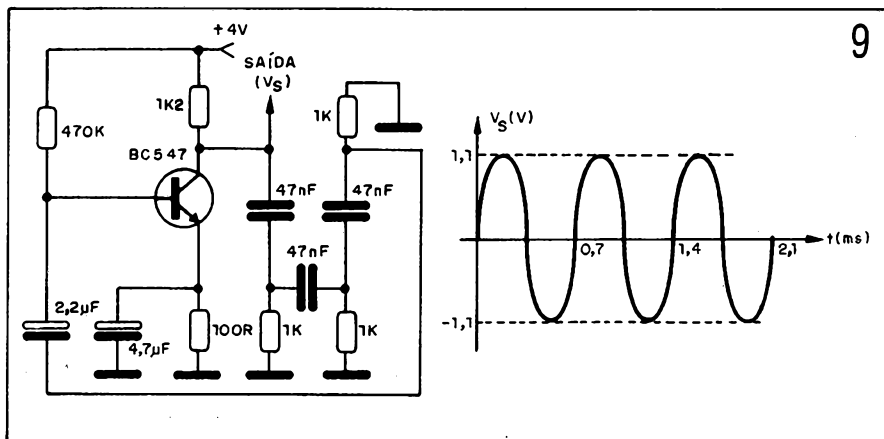 9
+4V
SAÍDA
(VS)
1K2
1K
470K
BC547
47nF
47nF
47nF
2,2µF
4,7µF
100R
1K
1K
VS(V)
1,1
0,7
1,4
2,1
t(ms)
-1,1